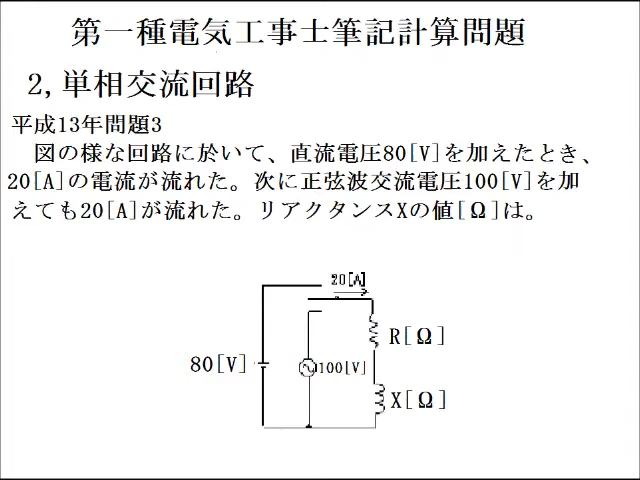 第一種電気工事士筆記計算問題
2,単相交流回路
平成13年問題3
図の様な回路に於いて、直流電圧80[V]を加えたとき、
20[A]の電流が流れた。次に正弦波交流電圧100[V]を加
えても20[A]が流れた。リアクタンスXの値[Ω]は。
20[A]
R[Ω]
80[V]
100[V]
X[Ω]